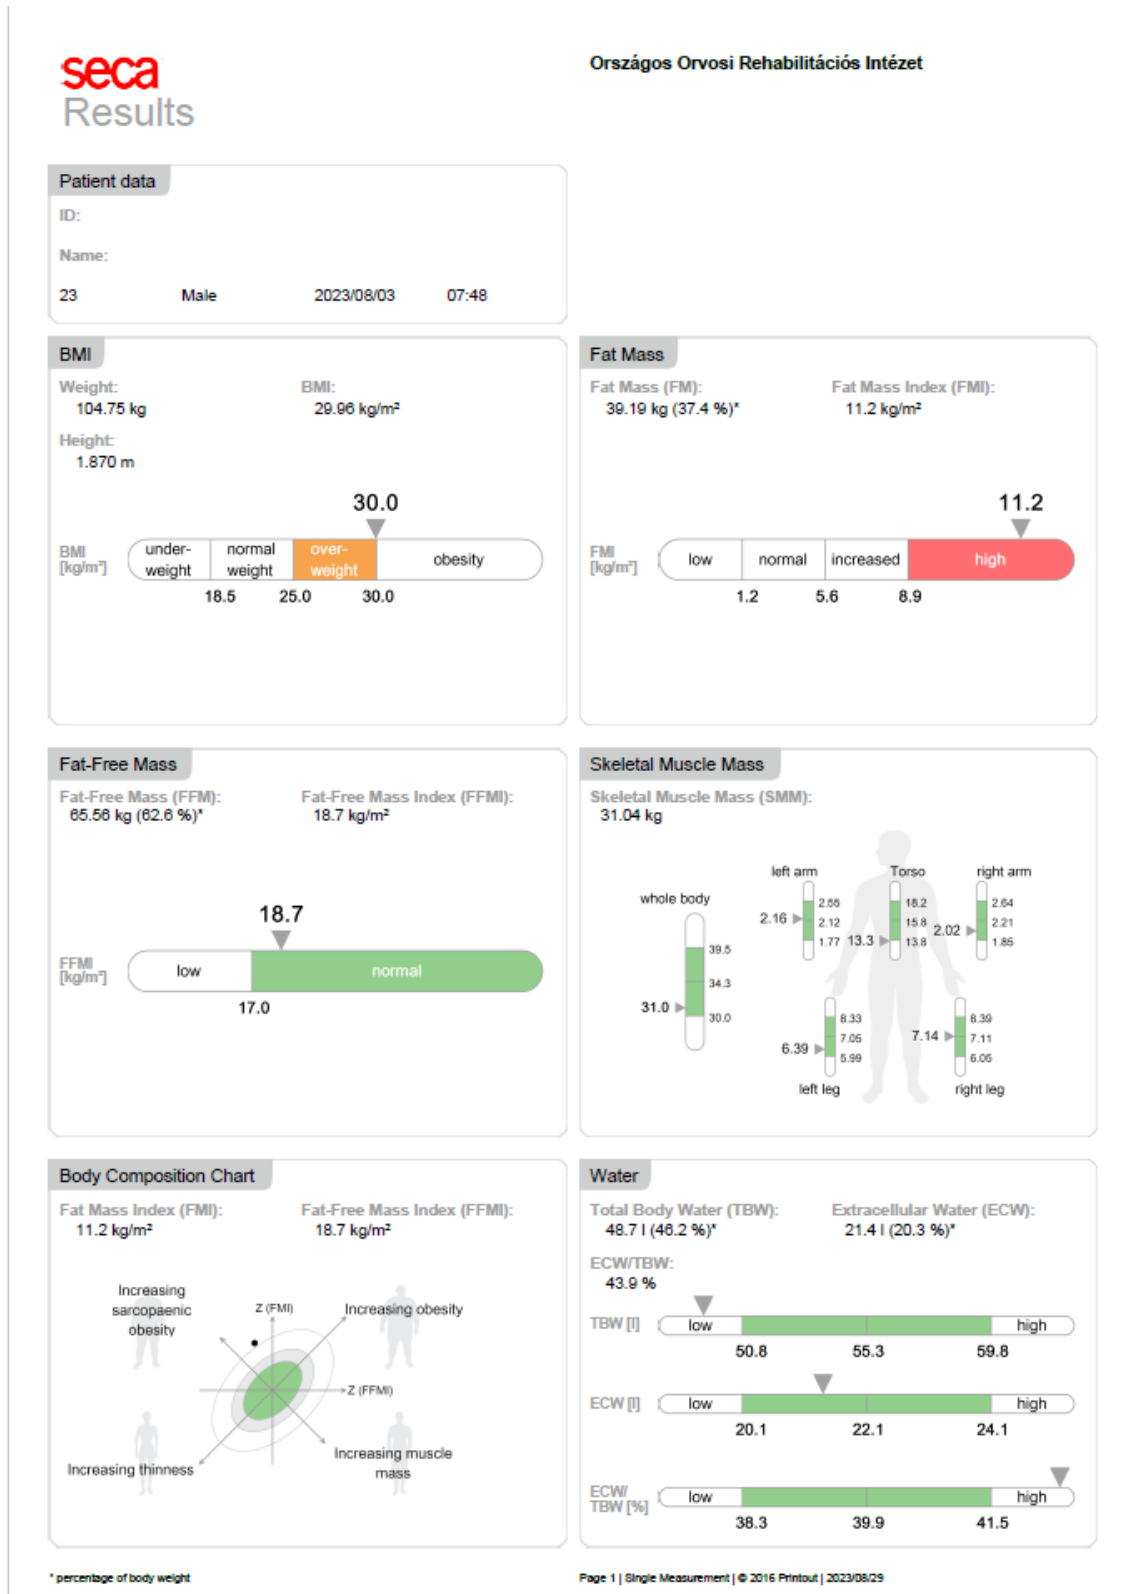 seca
Results
Országos Orvosi Rehabilitációs Intézet
Patient data
ID:
Name:
23 Male 2023/08/03 07:48
BMI
Weight: BMI:
104.75 kg 29.96 kg/m²
Height:
1.870 m
30.0
BMI [kg/m²] under-weight normal weight over-weight obesity
18.5 25.0 30.0
Fat Mass
Fat Mass (FM): Fat Mass Index (FMI):
39.19 kg (37.4 %)* 11.2 kg/m²
11.2
FMI [kg/m²] low normal increased high
1.2 5.6 8.9
Fat-Free Mass
Fat-Free Mass (FFM): Fat-Free Mass Index (FFMI):
65.56 kg (62.6 %)* 18.7 kg/m²
18.7
FFMI [kg/m²] low normal
17.0
Skeletal Muscle Mass
Skeletal Muscle Mass (SMM):
31.04 kg
whole body
39.5
34.3
31.0
30.0
left arm
2.55
2.16 2.12
1.77
Torso
18.2
15.8
13.3 13.8
right arm
2.64
2.02 2.21
1.85
8.33
7.05
6.39 5.99
left leg
8.39
7.14 7.11
6.05
right leg
Body Composition Chart
Fat Mass Index (FMI): Fat-Free Mass Index (FFMI):
11.2 kg/m² 18.7 kg/m²
Increasing
sarcopaenic
obesity
Z (FMI)
Increasing obesity
Z (FFMI)
Increasing thinness
Increasing muscle
mass
Water
Total Body Water (TBW): Extracellular Water (ECW):
48.7 l (46.2 %)* 21.4 l (20.3 %)*
ECW/TBW:
43.9 %
TBW [l] low high
50.8 55.3 59.8
ECW [l] low high
20.1 22.1 24.1
ECW/
TBW [%] low high
38.3 39.9 41.5
* percentage of body weight
Page 1 | Single Measurement | © 2016 Printout | 2023/08/29